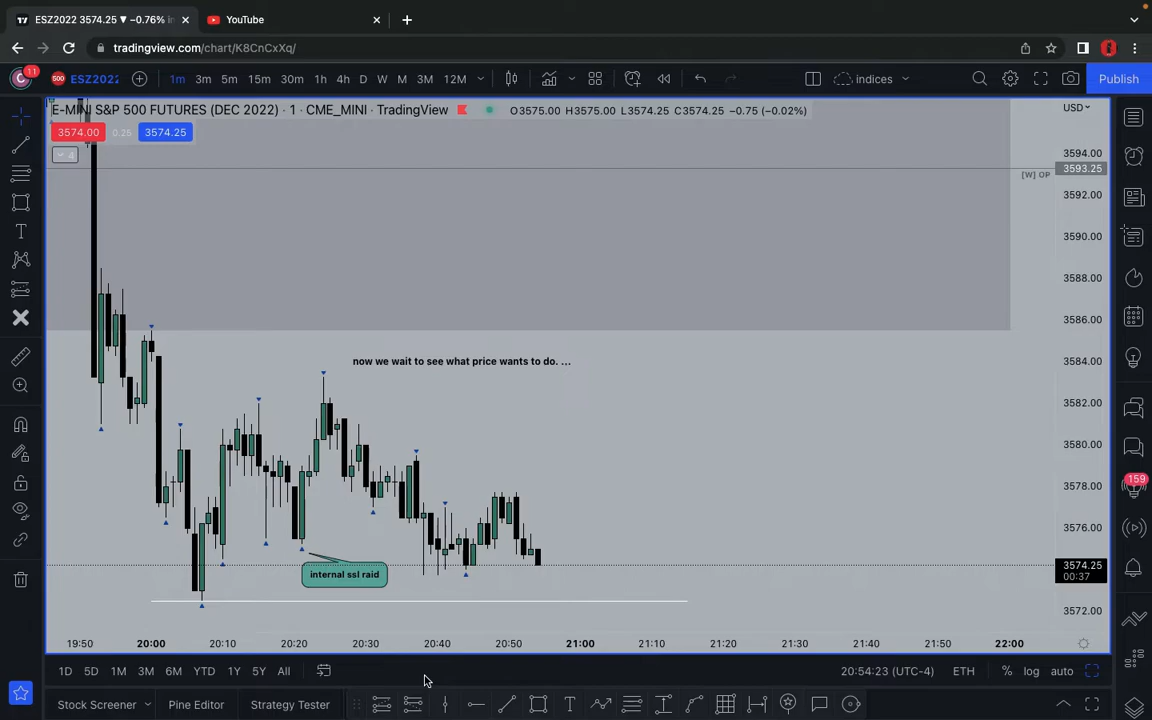 ESZ2022 3574.25 ▼ −0.76% in
YouTube
tradingview.com/chart/K8CnCxXq/
11
500
ESZ2022
1m 3m 5m 15m 30m 1h 4h D W M 3M 12M
indices
Publish
E-MINI S&P 500 FUTURES (DEC 2022) · 1 · CME_MINI · TradingView
O3575.00 H3575.00 L3574.25 C3574.25 −0.75 (−0.02%)
USD
3574.00 0.25 3574.25
4
3594.00
3593.25
[W] OP
3592.00
3590.00
3588.00
3586.00
now we wait to see what price wants to do. ...
3584.00
3582.00
3580.00
3578.00
3576.00
3574.25
00:37
internal ssl raid
3572.00
159
19:50 20:00 20:10 20:20 20:30 20:40 20:50 21:00 21:10 21:20 21:30 21:40 21:50 22:00
1D 5D 1M 3M 6M YTD 1Y 5Y All
20:54:23 (UTC-4) ETH % log auto
Stock Screener Pine Editor Strategy Tester